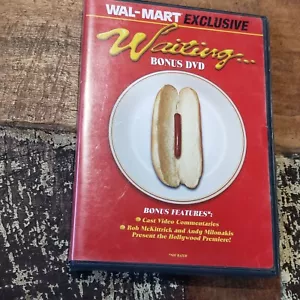 WAL-MART EXCLUSIVE
Waiting...
BONUS DVD
BONUS FEATURES*:
Cast Video Commentaries
Rob McKittrick and Andy Milonakis
Present the Hollywood Premiere!